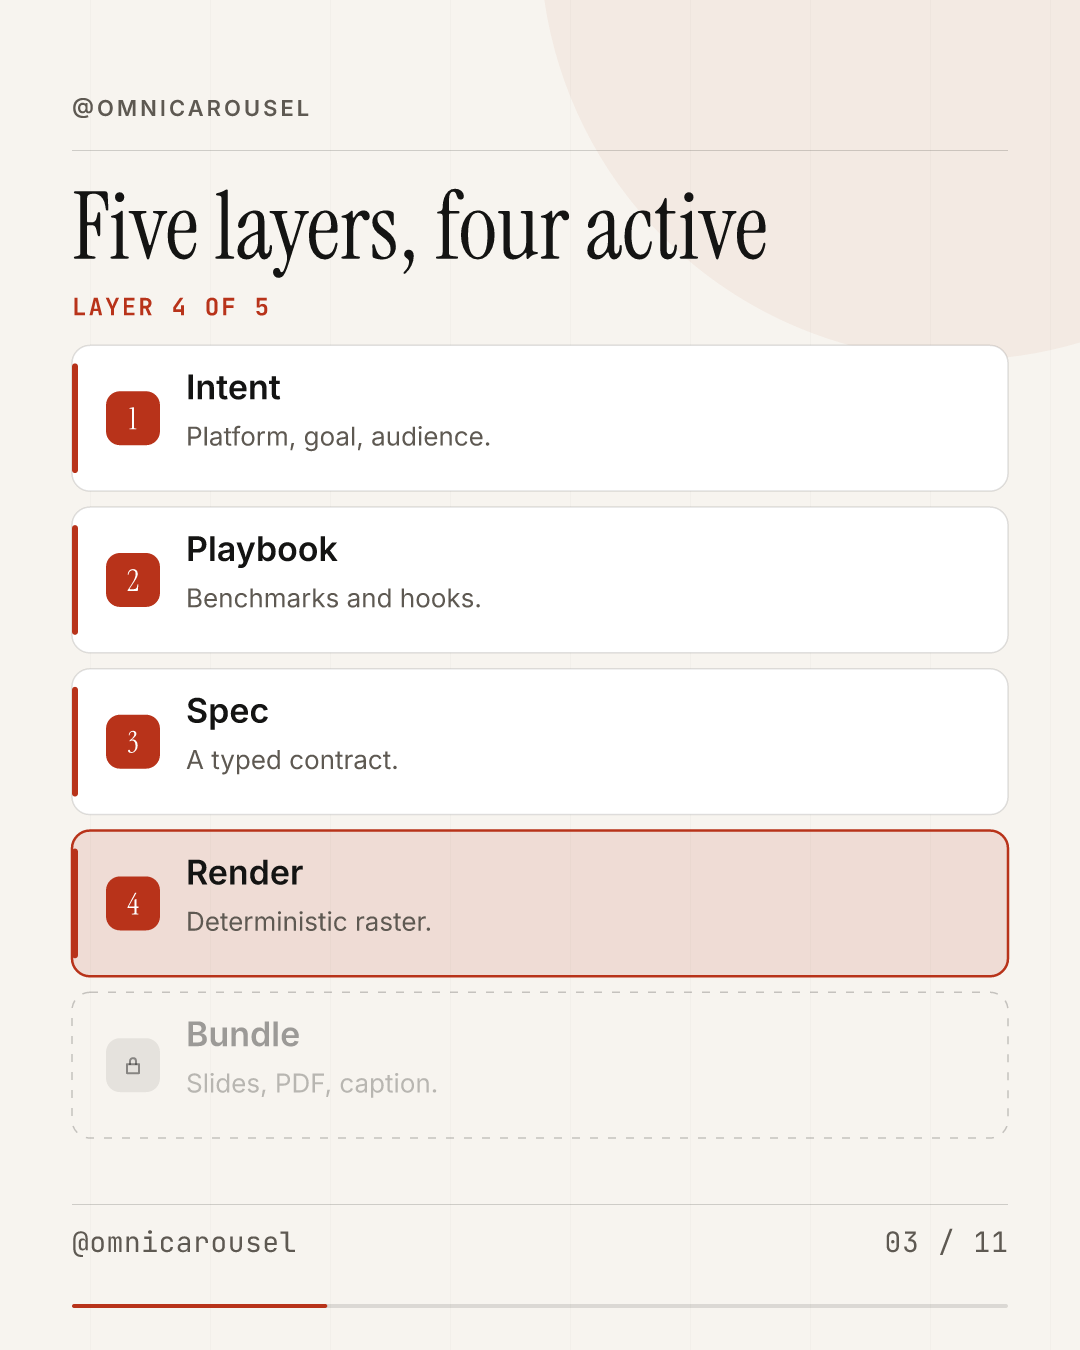 @OMNICAROUSEL
Five layers, four active
LAYER 4 OF 5
1
Intent
Platform, goal, audience.
2
Playbook
Benchmarks and hooks.
3
Spec
A typed contract.
4
Render
Deterministic raster.
Bundle
Slides, PDF, caption.
@omnicarousel
03 / 11